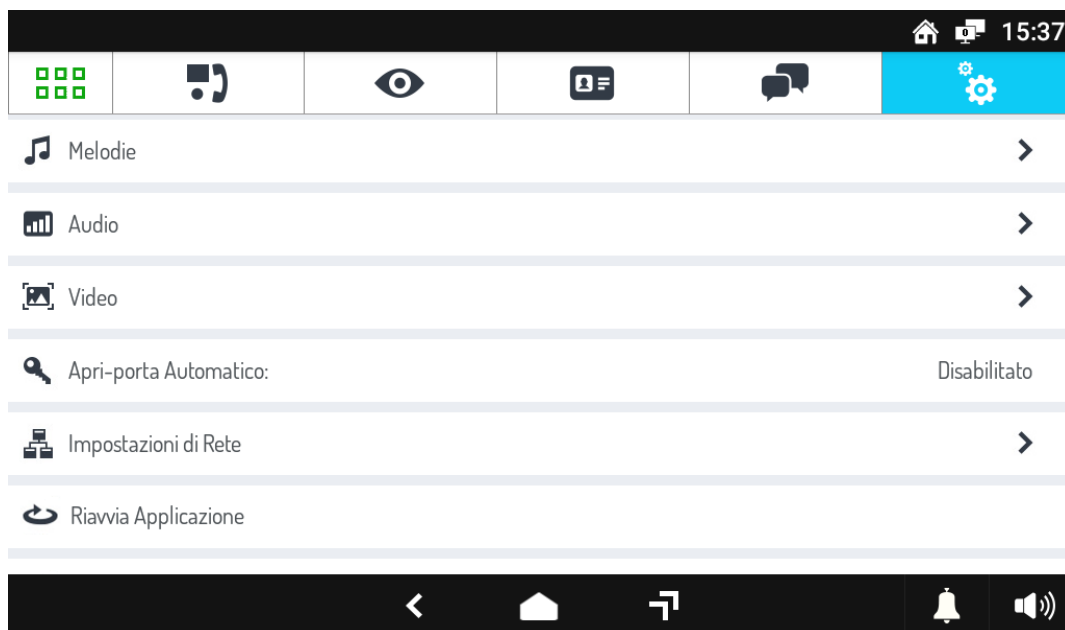 15:37
Melodie
Audio
Video
Apri-porta Automatico: Disabilitato
Impostazioni di Rete
Riavvia Applicazione